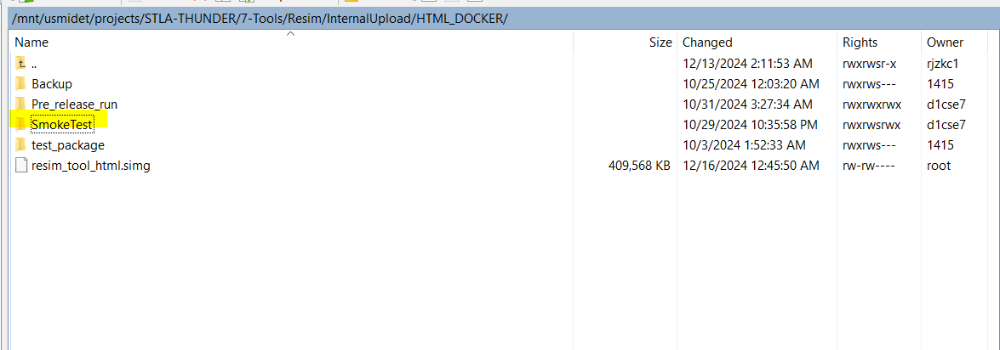 /mnt/usmidet/projects/STLA-THUNDER/7-Tools/Resim/InternalUpload/HTML_DOCKER/
Name Size Changed Rights Owner
.. 12/13/2024 2:11:53 AM rwxrwsr-x rjzkc1
Backup 10/25/2024 12:03:20 AM rwxrws--- 1415
Pre_release_run 10/31/2024 3:27:34 AM rwxrwxrwx d1cse7
SmokeTest 10/29/2024 10:35:58 PM rwxrwsrwx d1cse7
test_package 10/3/2024 1:52:33 AM rwxrws--- 1415
resim_tool_html.simg 409,568 KB 12/16/2024 12:45:50 AM rw-rw---- root